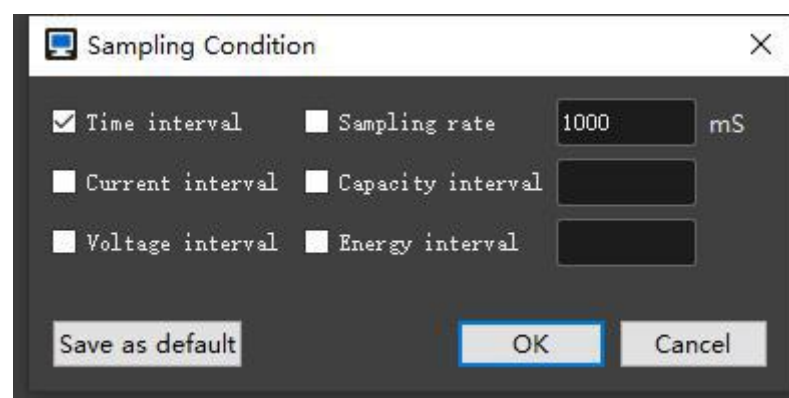 Sampling Condition
Time interval Sampling rate 1000 mS
Current interval Capacity interval
Voltage interval Energy interval
Save as default OK Cancel